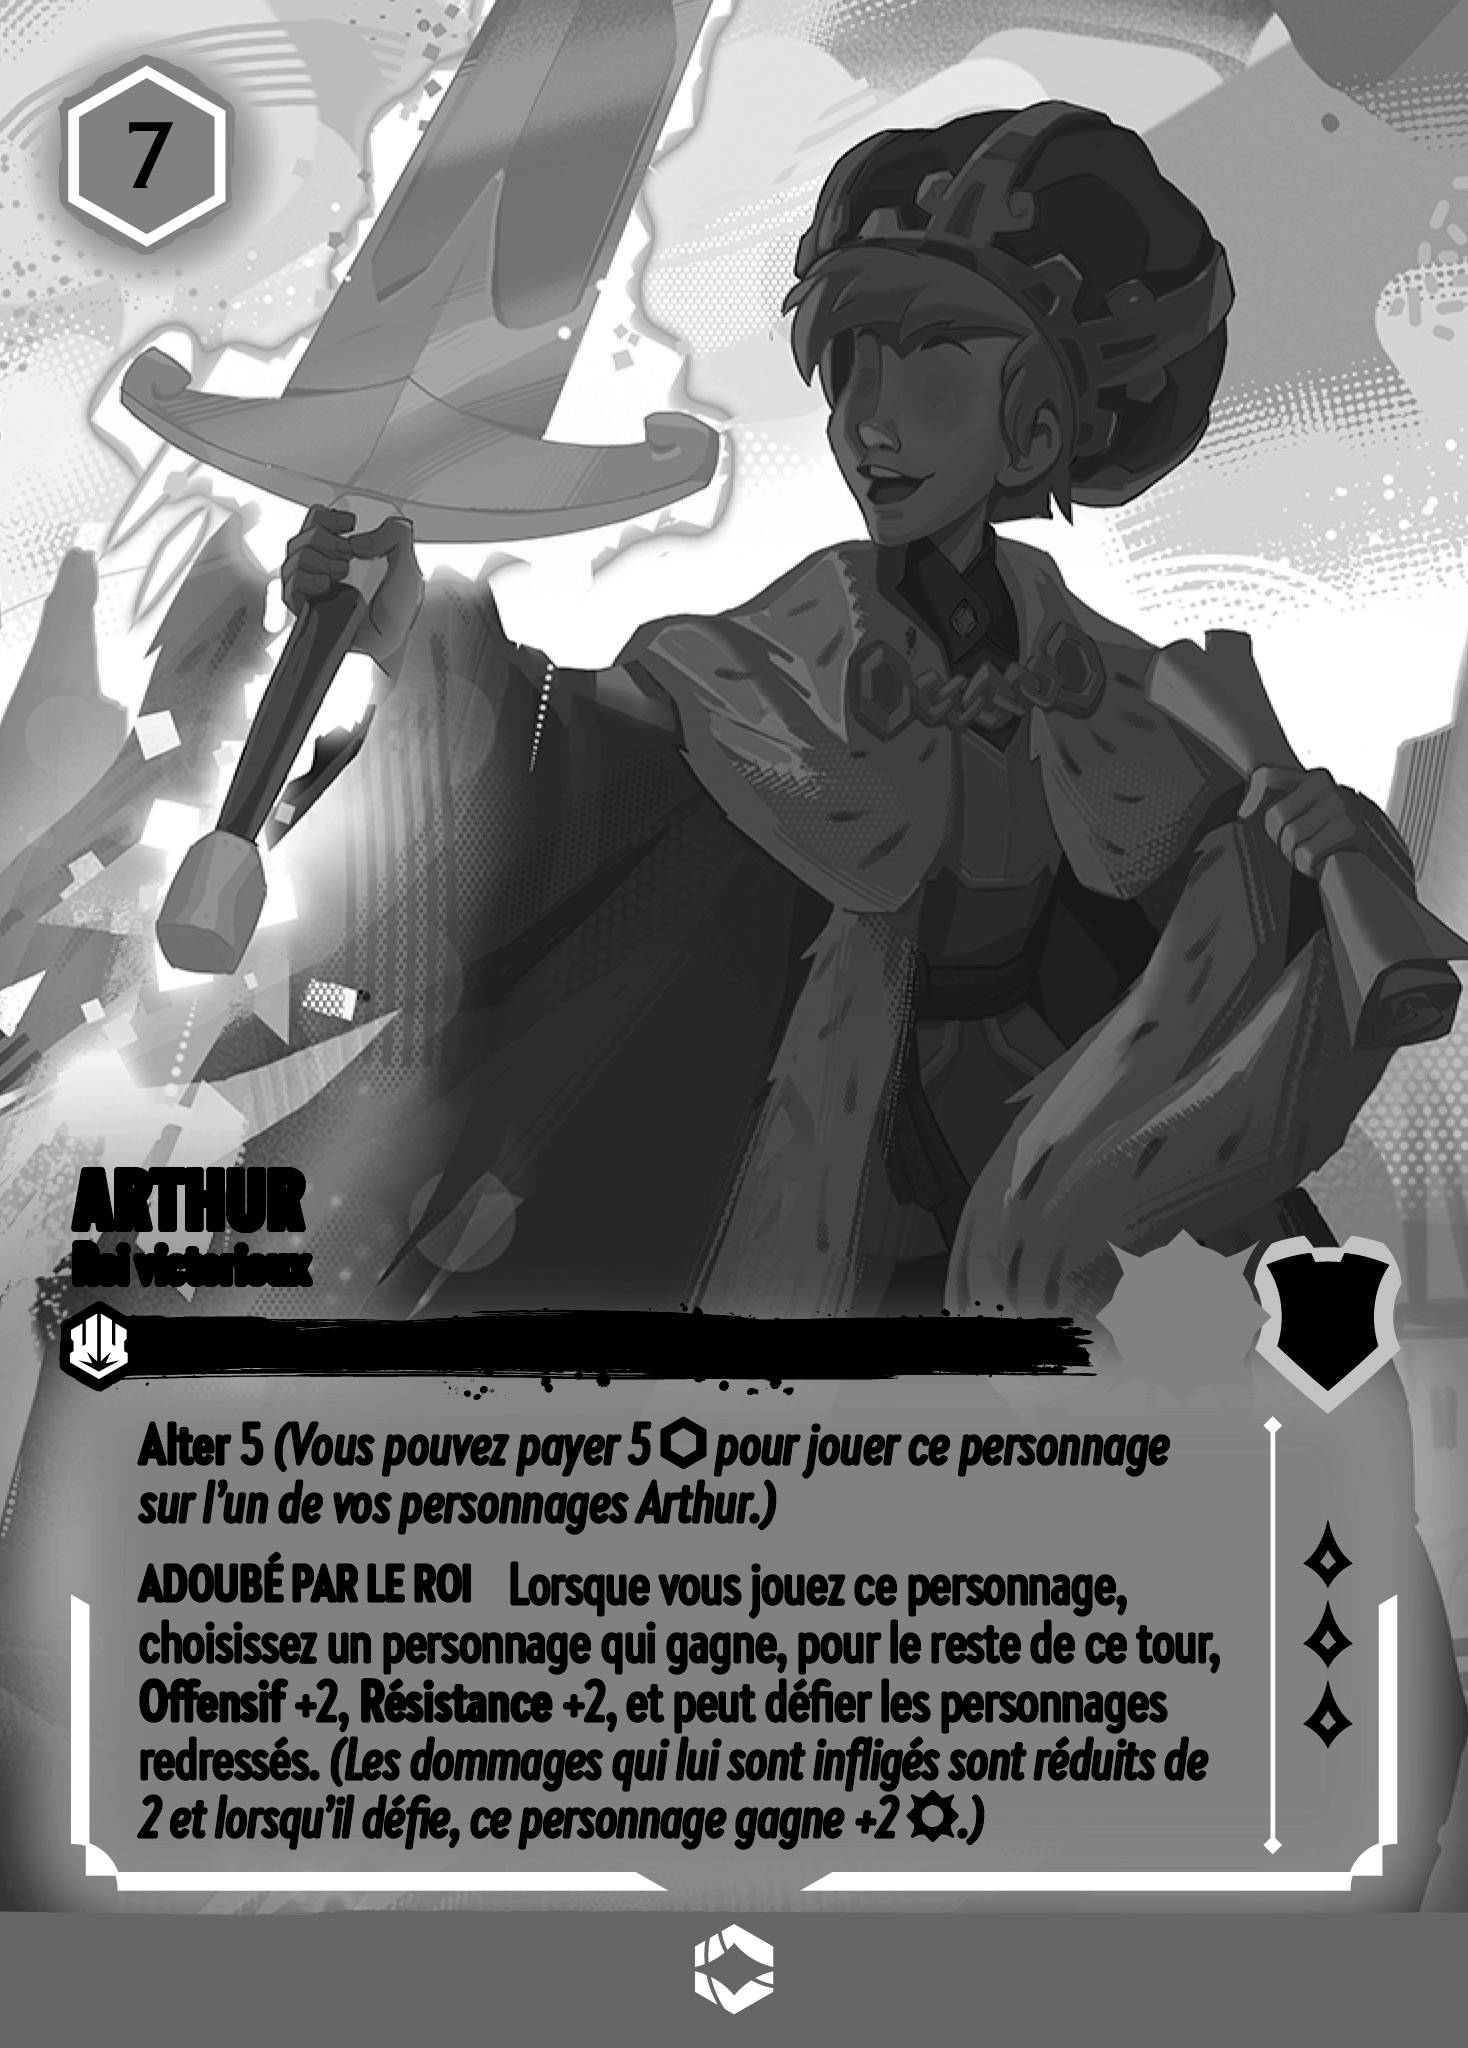 7
ARTHUR
Roi victorieux
Alter 5 (Vous pouvez payer 5 pour jouer ce personnage
sur l’un de vos personnages Arthur.)
ADOUBÉ PAR LE ROI Lorsque vous jouez ce personnage,
choisissez un personnage qui gagne, pour le reste de ce tour,
Offensif +2, Résistance +2, et peut défier les personnages
redressés. (Les dommages qui lui sont infligés sont réduits de
2 et lorsqu’il défie, ce personnage gagne +2 .)